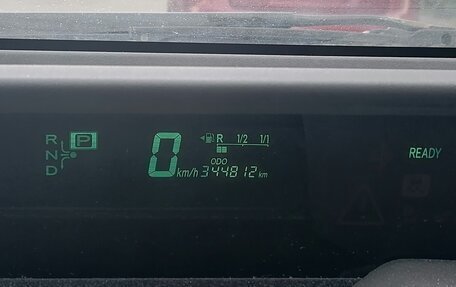 R P
N
D
0 km/h
R 1/2 1/1
ODO
344812 km
READY